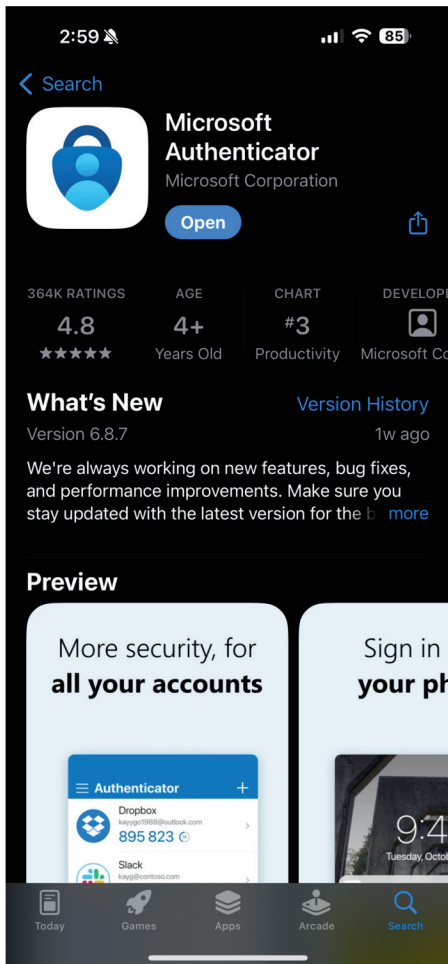 2:59
85
Search
Microsoft
Authenticator
Microsoft Corporation
Open
364K RATINGS AGE CHART DEVELOPE
4.8 4+ #3
★★★★★ Years Old Productivity Microsoft Co
What's New Version History
Version 6.8.7 1w ago
We're always working on new features, bug fixes,
and performance improvements. Make sure you
stay updated with the latest version for the b more
Preview
More security, for
all your accounts
Authenticator
Dropbox
kaygo1988@outlook.com
895 823
Slack
kayg@contoso.com
Sign in
your ph
9:4
Tuesday, Octob
Today Games Apps Arcade Search